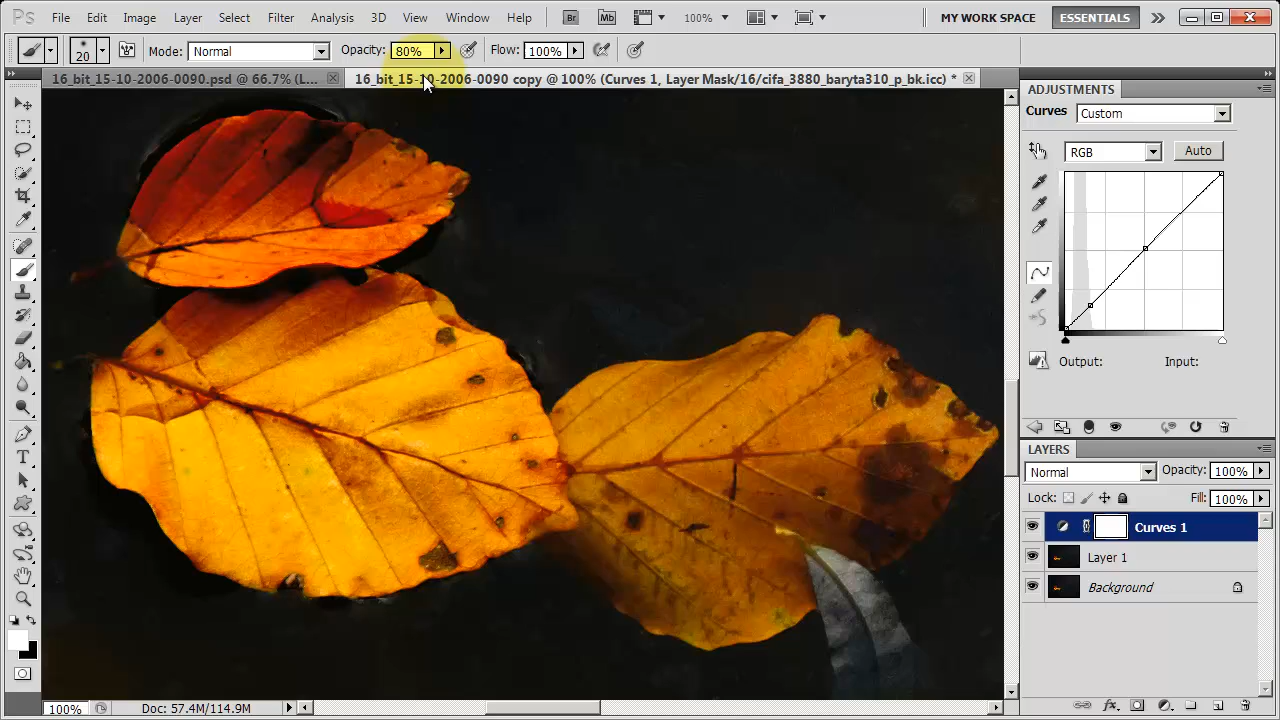 Ps File Edit Image Layer Select Filter Analysis 3D View Window Help Br Mb 100% MY WORK SPACE ESSENTIALS
20 Mode: Normal Opacity: 80% Flow: 100%
16_bit_15-10-2006-0090.psd @ 66.7% (L... 16_bit_15-10-2006-0090 copy @ 100% (Curves 1, Layer Mask/16/cifa_3880_baryta310_p_bk.icc) *
ADJUSTMENTS
Curves Custom
RGB Auto
Output: Input:
LAYERS
Normal Opacity: 100%
Lock: Fill: 100%
Curves 1
Layer 1
Background
100% Doc: 57.4M/114.9M